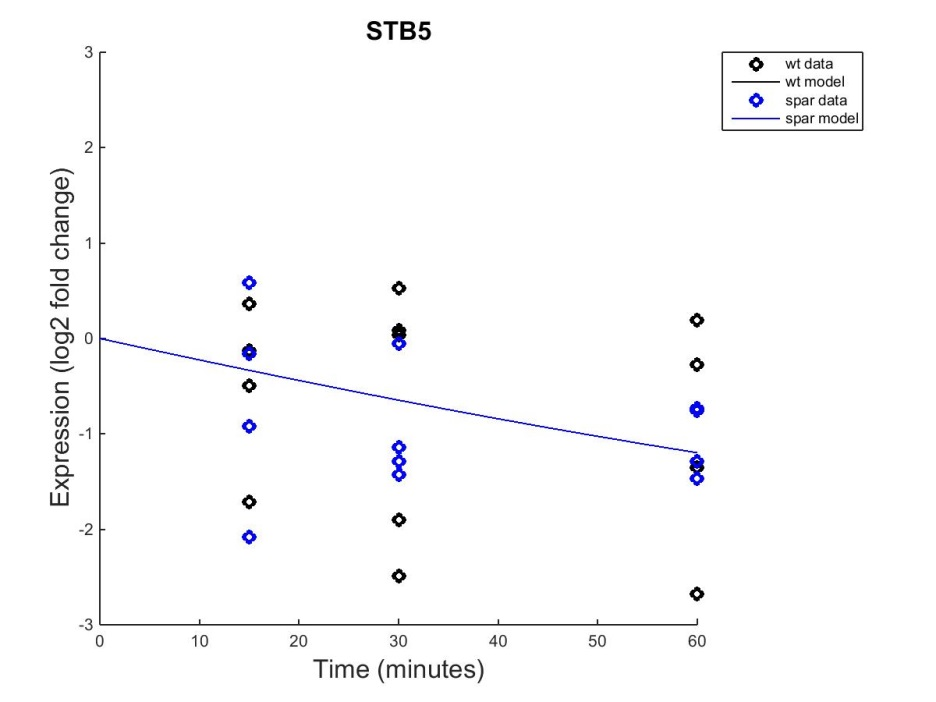 STB5
3
2
1
0
-1
-2
-3
Expression (log2 fold change)
0 10 20 30 40 50 60
Time (minutes)
wt data
wt model
spar data
spar model